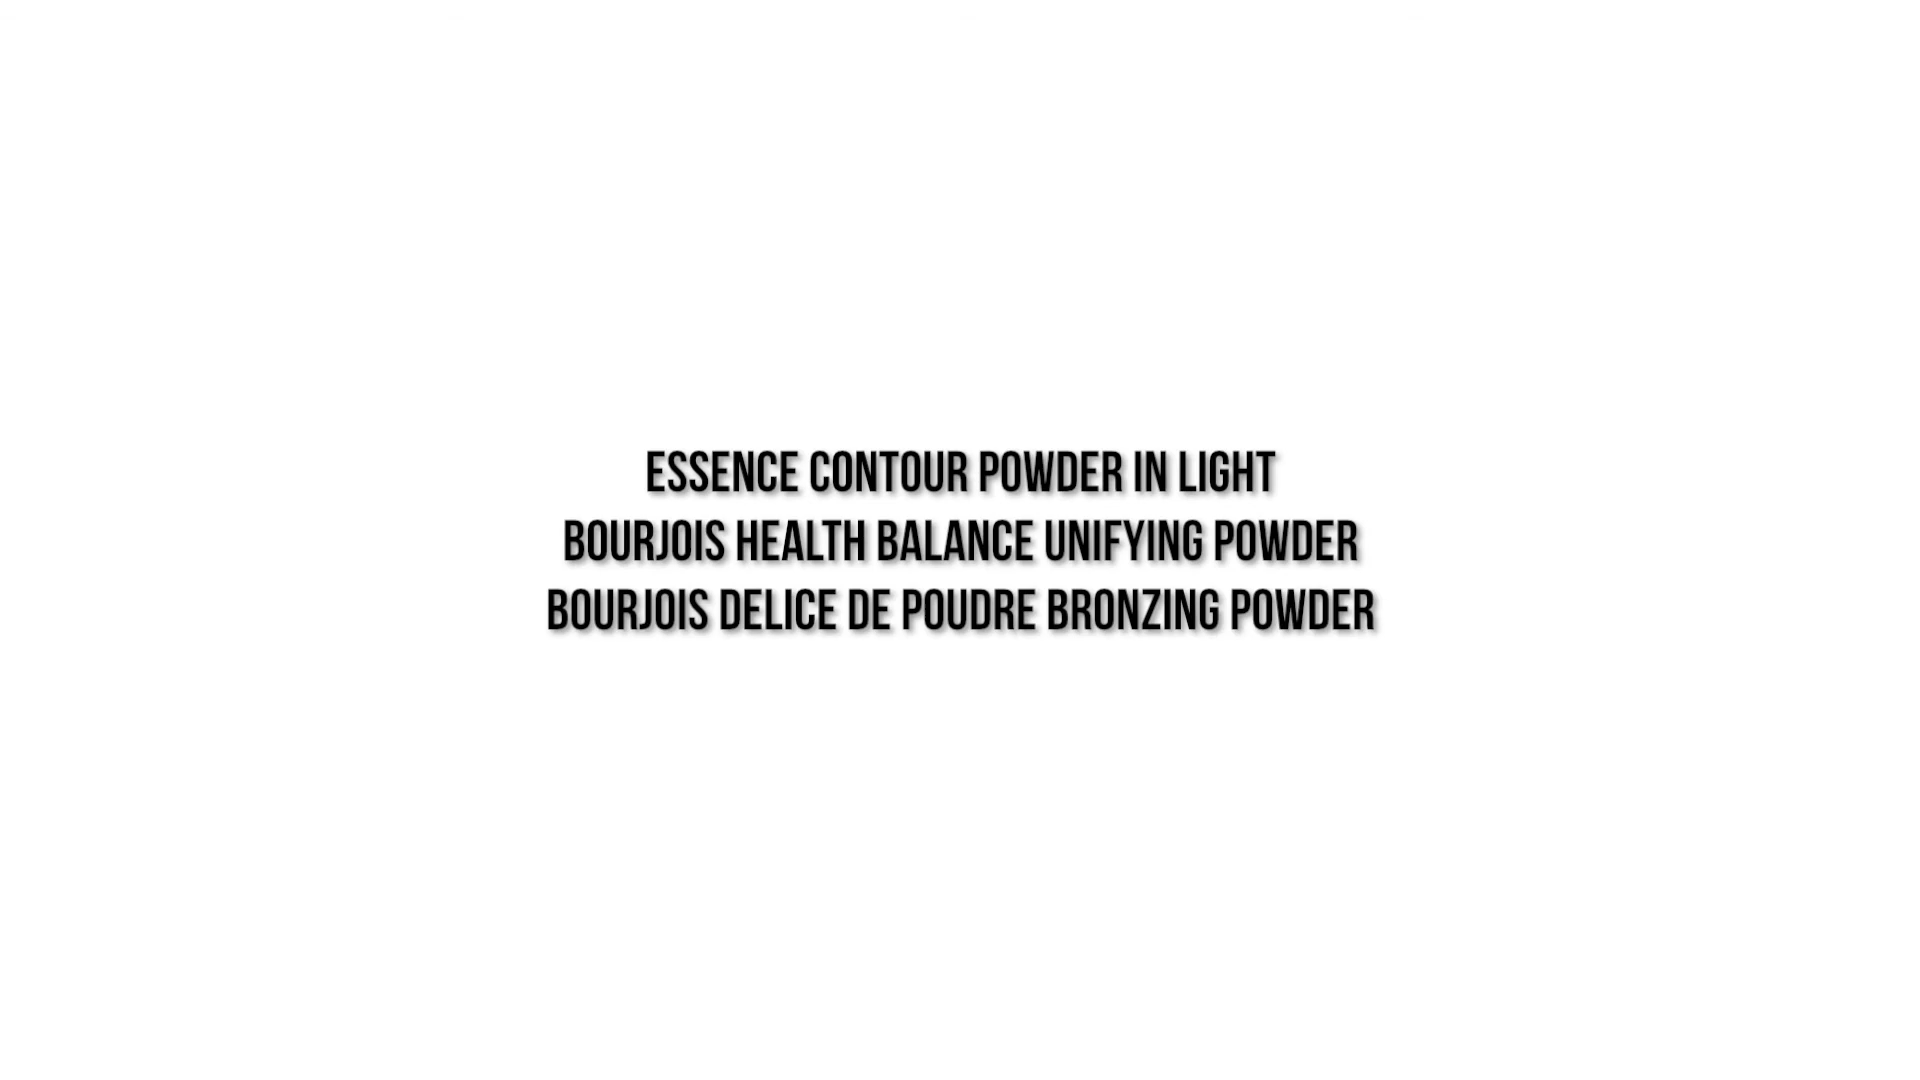 ESSENCE CONTOUR POWDER IN LIGHT
BOURJOIS HEALTH BALANCE UNIFYING POWDER
BOURJOIS DELICE DE POUDRE BRONZING POWDER